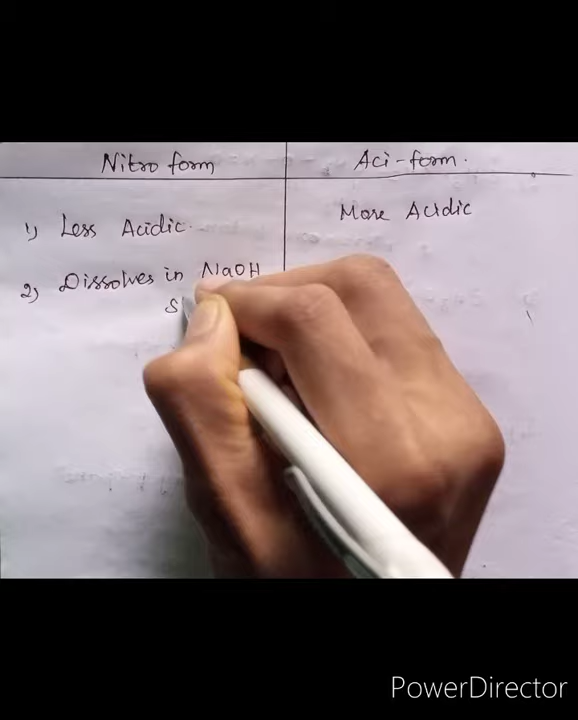 Nitro form
Aci-form.
1) Less Acidic.
More Acidic
2) Dissolves in NaOH
PowerDirector